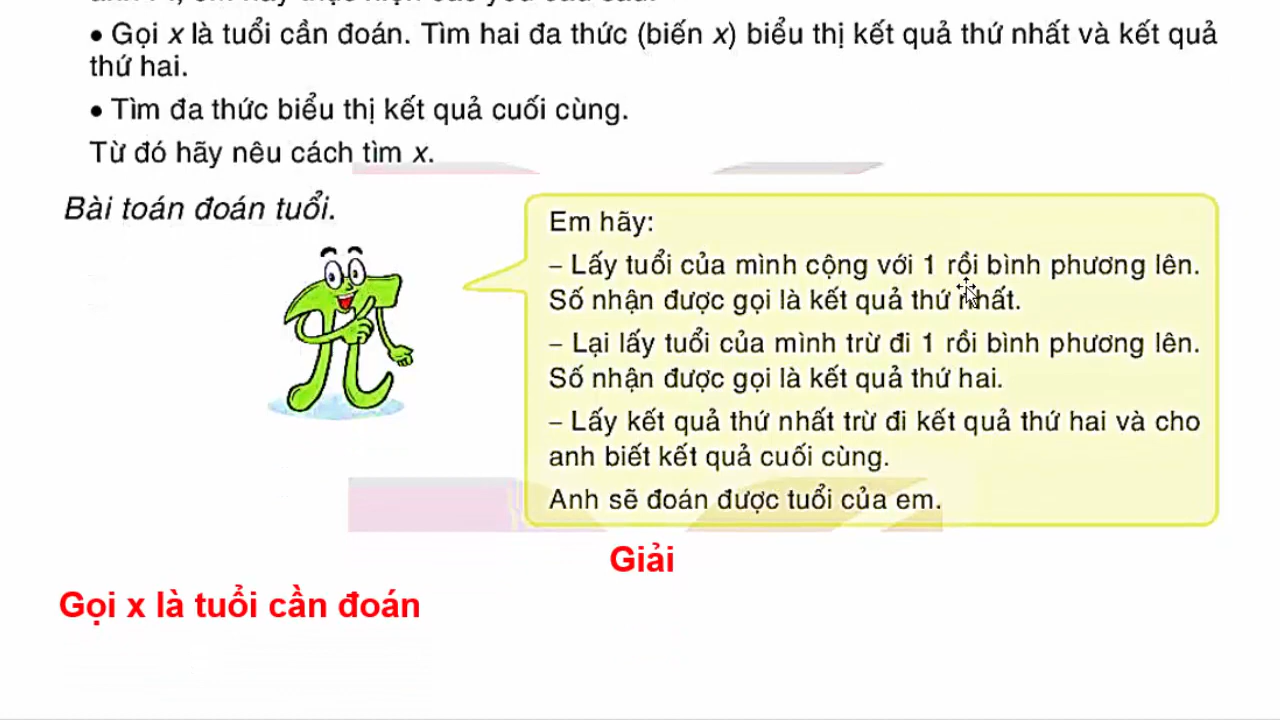 • Gọi x là tuổi cần đoán. Tìm hai đa thức (biến x) biểu thị kết quả thứ nhất và kết quả
thứ hai.
• Tìm đa thức biểu thị kết quả cuối cùng.
Từ đó hãy nêu cách tìm x.
Bài toán đoán tuổi.
Em hãy:
– Lấy tuổi của mình cộng với 1 rồi bình phương lên.
Số nhận được gọi là kết quả thứ nhất.
– Lại lấy tuổi của mình trừ đi 1 rồi bình phương lên.
Số nhận được gọi là kết quả thứ hai.
– Lấy kết quả thứ nhất trừ đi kết quả thứ hai và cho
anh biết kết quả cuối cùng.
Anh sẽ đoán được tuổi của em.
Giải
Gọi x là tuổi cần đoán